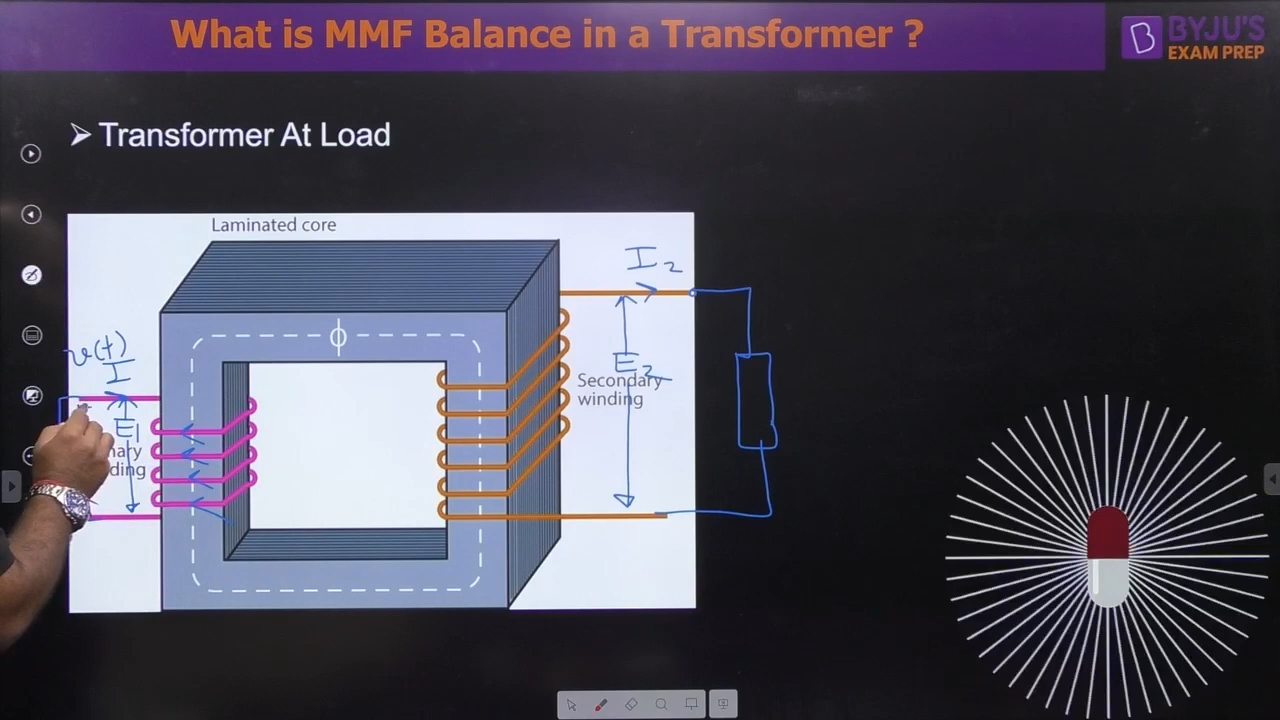 What is MMF Balance in a Transformer ?
BYJU'S
EXAM PREP
➢ Transformer At Load
Laminated core
ϕ
I2
v(t)
I
E1
E2
Secondary
winding